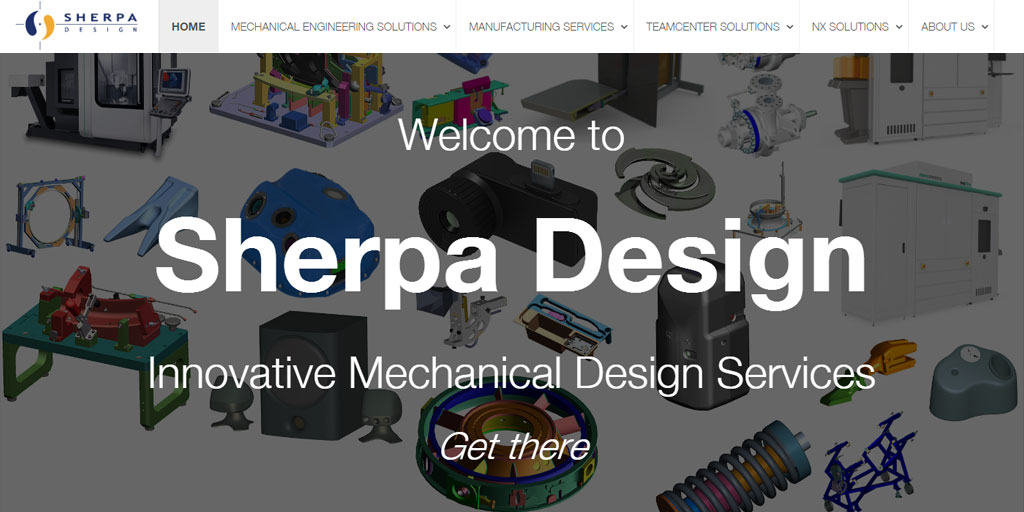 SHERPA
DESIGN
HOME
MECHANICAL ENGINEERING SOLUTIONS
MANUFACTURING SERVICES
TEAMCENTER SOLUTIONS
NX SOLUTIONS
ABOUT US
Welcome to
Sherpa Design
Innovative Mechanical Design Services
Get there